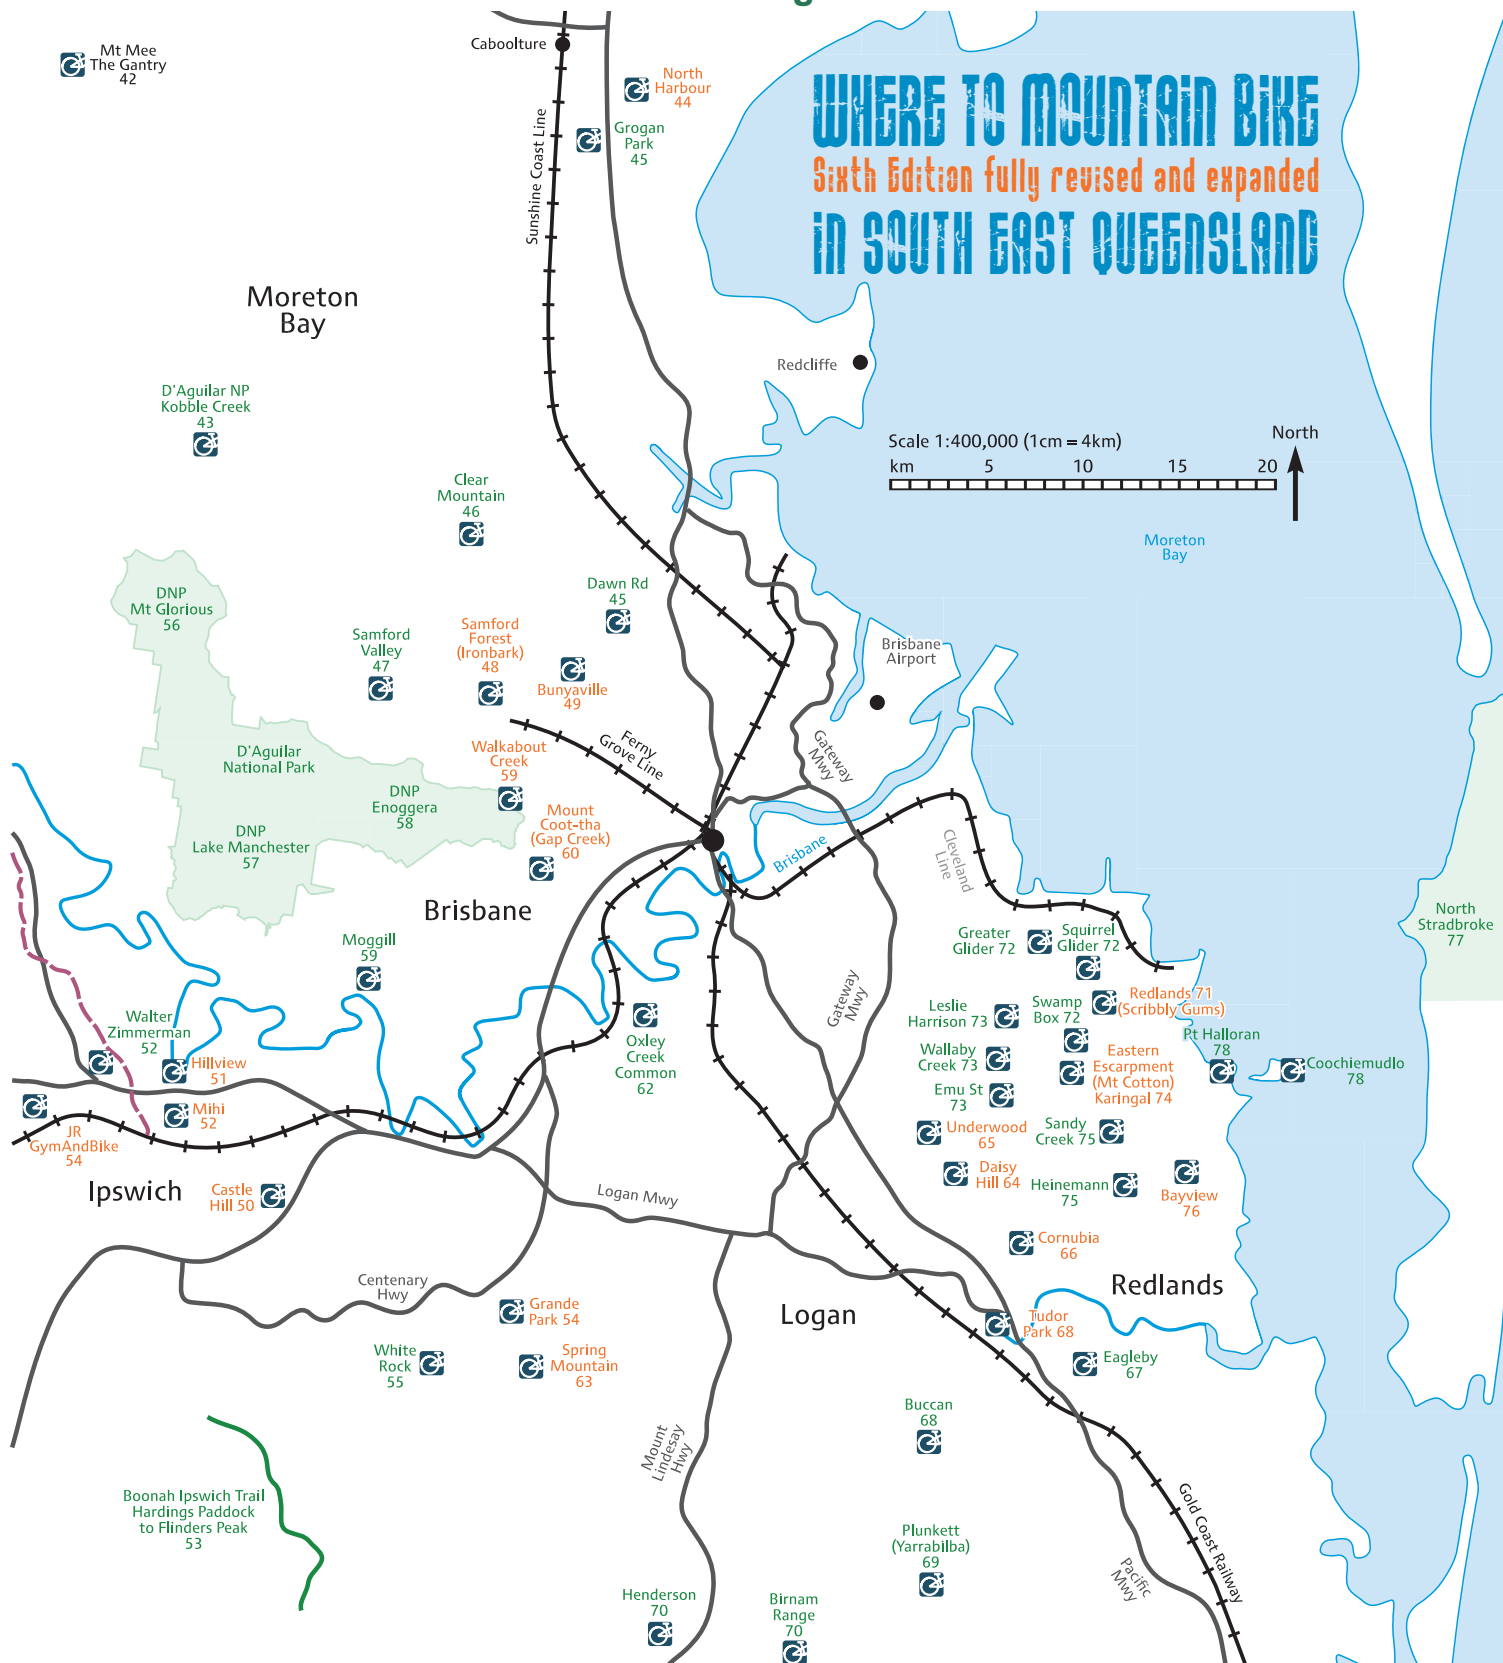 Mt Mee
The Gantry
42
Caboolture
North
Harbour
44
Grogan
Park
45
Sunshine Coast Line
WHERE TO MOUNTAIN BIKE
Sixth Edition fully revised and expanded
IN SOUTH EAST QUEENSLAND
Moreton
Bay
Redcliffe
D'Aguilar NP
Kobble Creek
43
Scale 1:400,000 (1cm = 4km)
km 5 10 15 20
North
Clear
Mountain
46
Moreton
Bay
Dawn Rd
45
DNP
Mt Glorious
56
Samford
Valley
47
Samford
Forest
(Ironbark)
48
Bunyaville
49
Brisbane
Airport
Ferny
Grove Line
Gateway
Mwy
Walkabout
Creek
59
D'Aguilar
National Park
DNP
Enoggera
58
Mount
Coot-tha
(Gap Creek)
60
DNP
Lake Manchester
57
Brisbane
Cleveland
Line
Brisbane
North
Stradbroke
77
Moggill
59
Greater
Glider 72
Squirrel
Glider 72
Gateway
Mwy
Redlands 71
(Scribbly Gums)
Leslie
Harrison 73
Swamp
Box 72
Walter
Zimmerman
52
Hillview
51
Oxley
Creek
Common
62
Wallaby
Creek 73
Eastern
Escarpment
(Mt Cotton)
Karingal 74
Pt Halloran
78
Coochiemudlo
78
Emu St
73
Mihi
52
JR
GymAndBike
54
Underwood
65
Sandy
Creek 75
Ipswich
Castle
Hill 50
Logan Mwy
Daisy
Hill 64
Heinemann
75
Bayview
76
Cornubia
66
Centenary
Hwy
Redlands
Grande
Park 54
Logan
Tudor
Park 68
White
Rock
55
Spring
Mountain
63
Eagleby
67
Buccan
68
Mount
Lindesay
Hwy
Boonah Ipswich Trail
Hardings Paddock
to Flinders Peak
53
Gold Coast Railway
Plunkett
(Yarrabilba)
69
Pacific
Mwy
Henderson
70
Birnam
Range
70